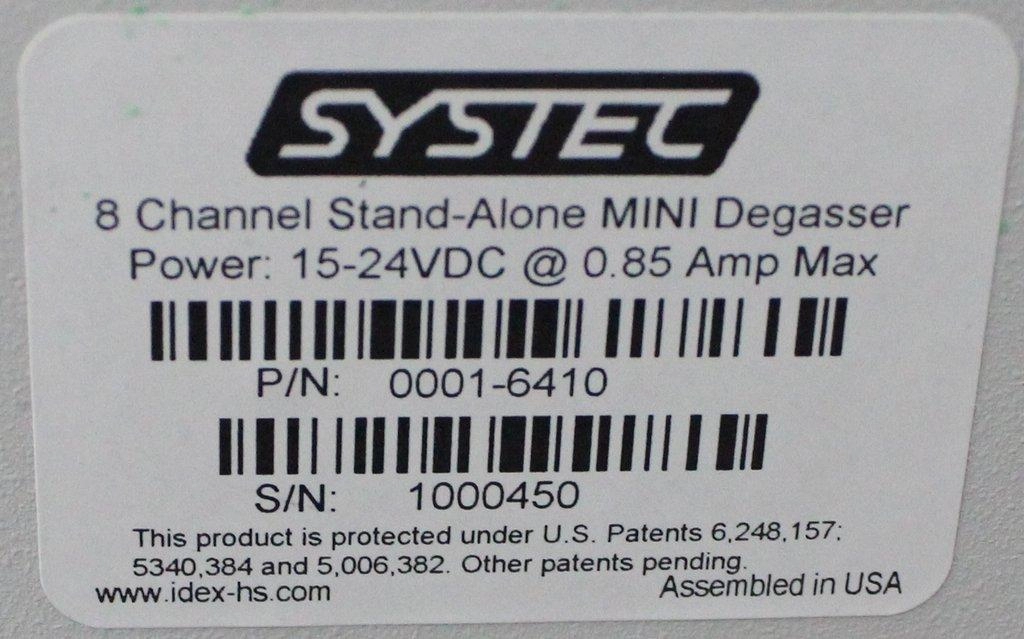 SYSTEC
8 Channel Stand-Alone MINI Degasser
Power: 15-24VDC @ 0.85 Amp Max
P/N: 0001-6410
S/N: 1000450
This product is protected under U.S. Patents 6,248,157;
5340,384 and 5,006,382. Other patents pending.
www.idex-hs.com
Assembled in USA